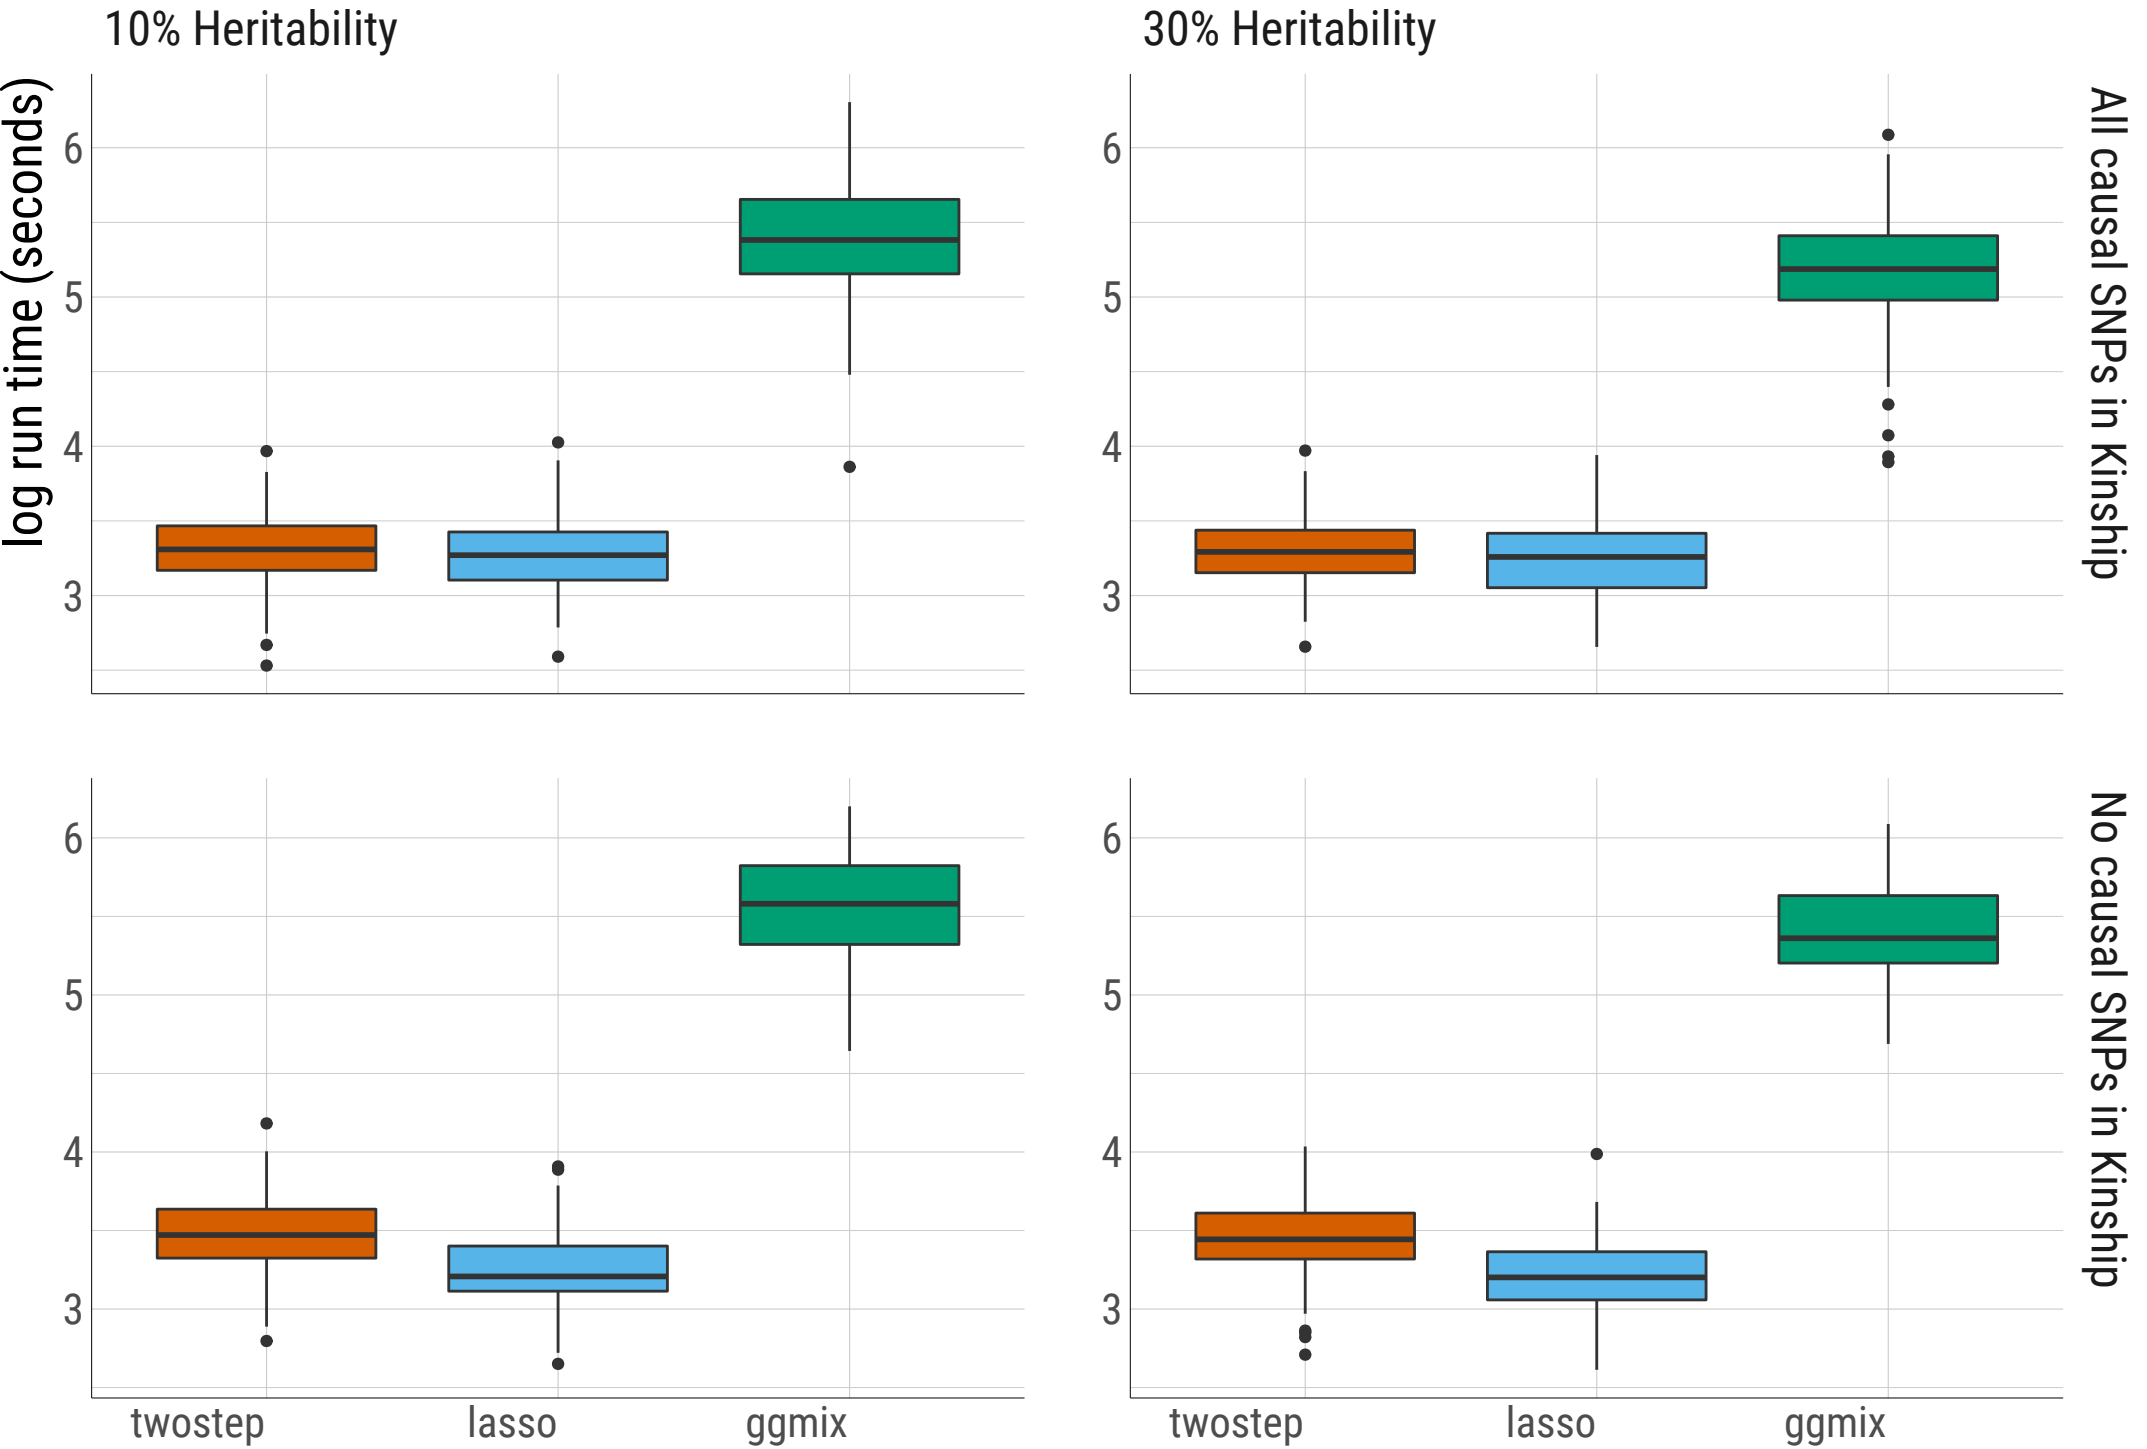 10% Heritability
30% Heritability
log run time (seconds)
6
5
4
3
6
5
4
3
All causal SNPs in Kinship
6
5
4
3
6
5
4
3
No causal SNPs in Kinship
twostep lasso ggmix
twostep lasso ggmix